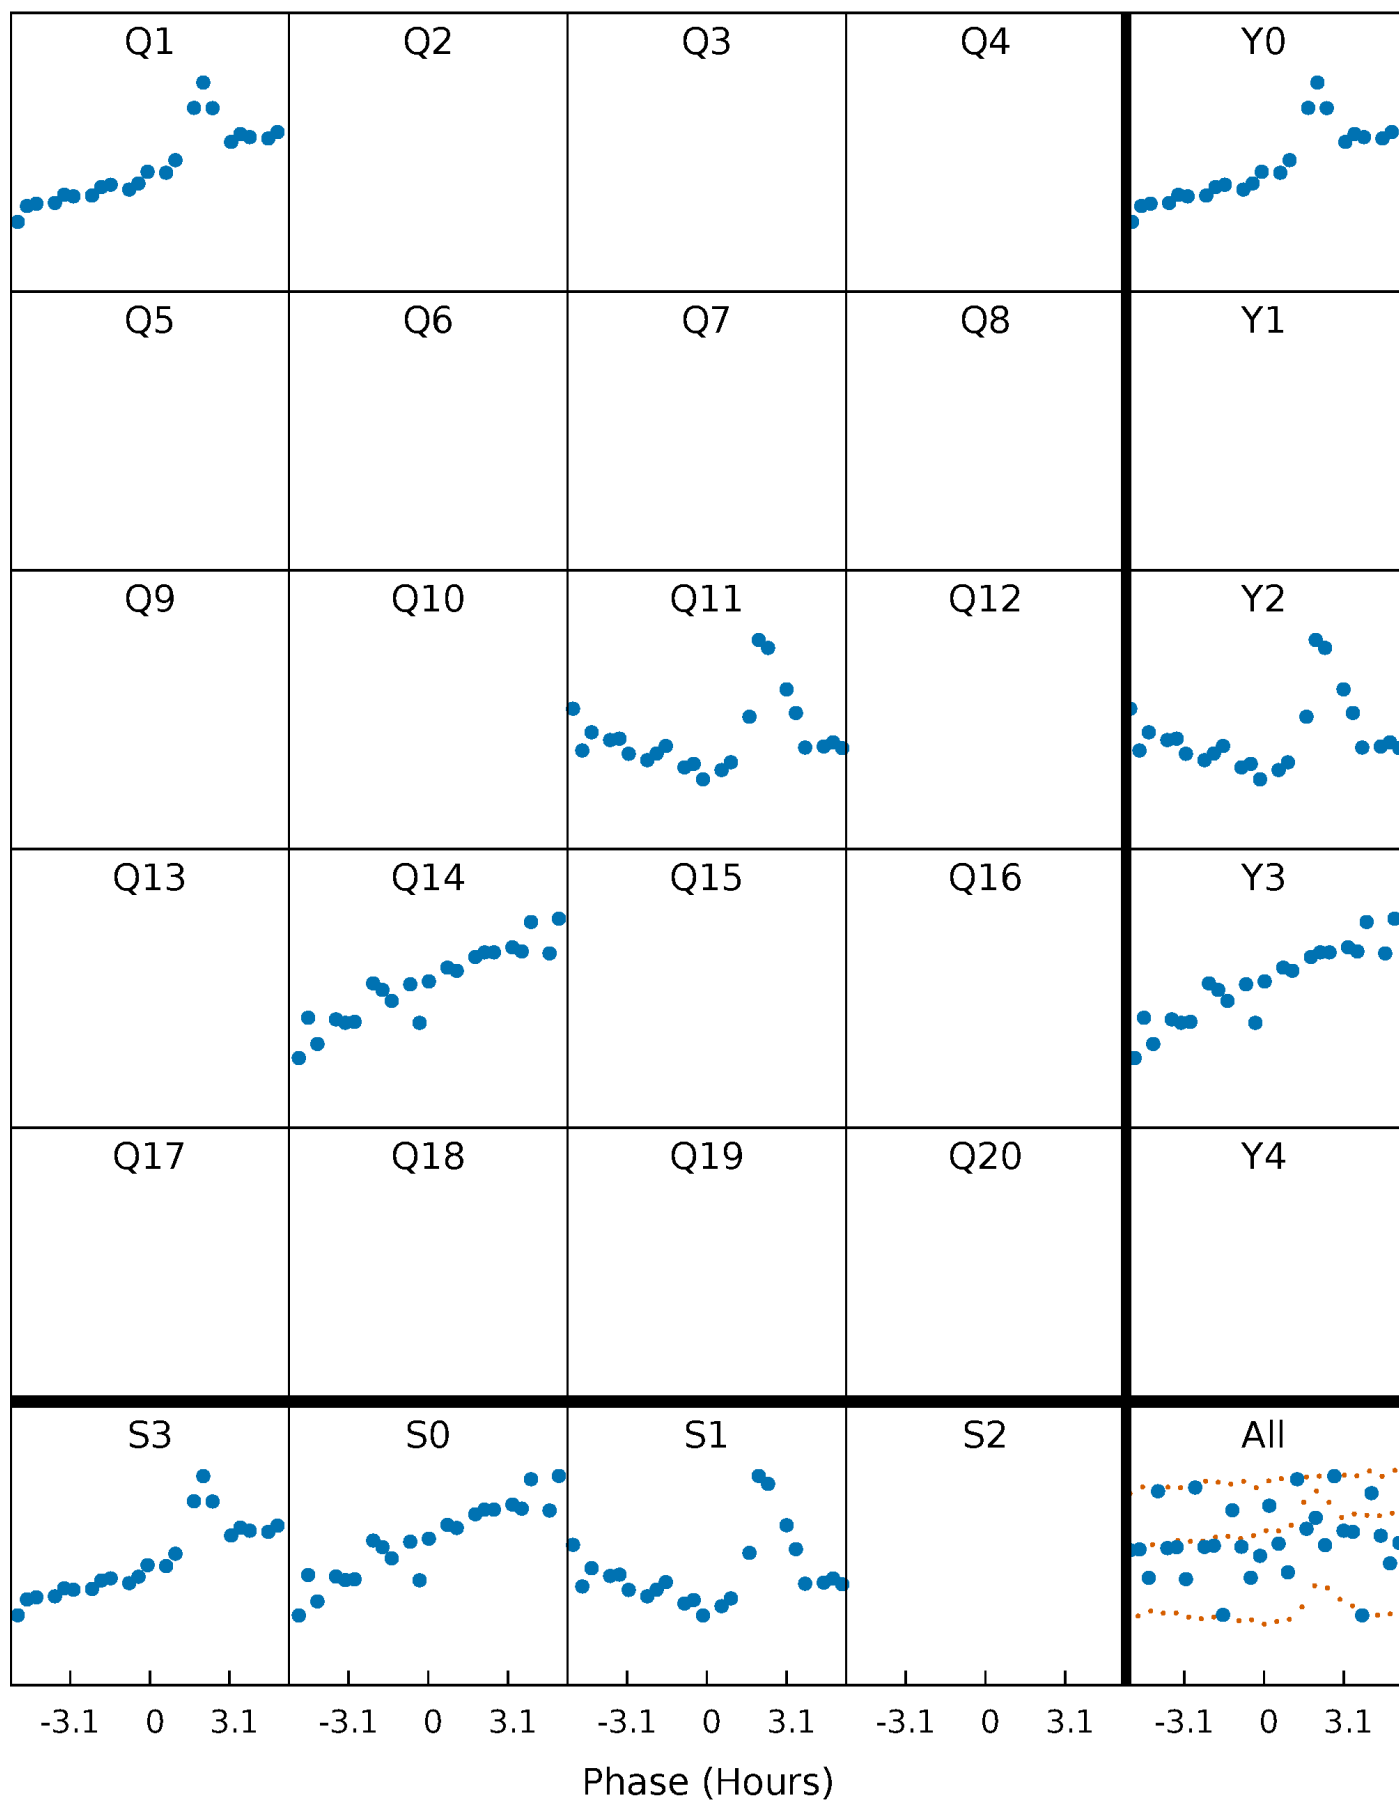 Q1 Q2 Q3 Q4 Y0
Q5 Q6 Q7 Q8 Y1
Q9 Q10 Q11 Q12 Y2
Q13 Q14 Q15 Q16 Y3
Q17 Q18 Q19 Q20 Y4
S3 S0 S1 S2 All
-3.1 0 3.1 -3.1 0 3.1 -3.1 0 3.1 -3.1 0 3.1 -3.1 0 3.1
Phase (Hours)